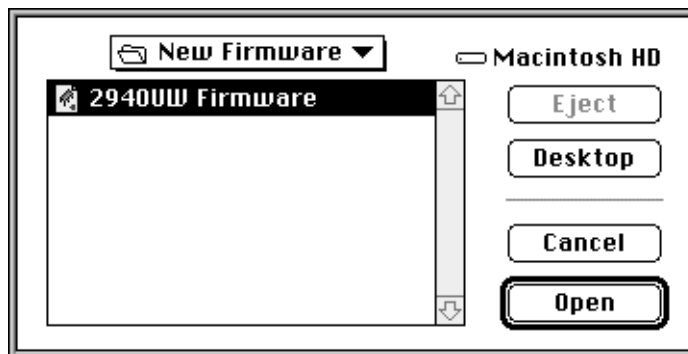 New Firmware
Macintosh HD
2940UW Firmware
Eject
Desktop
Cancel
Open